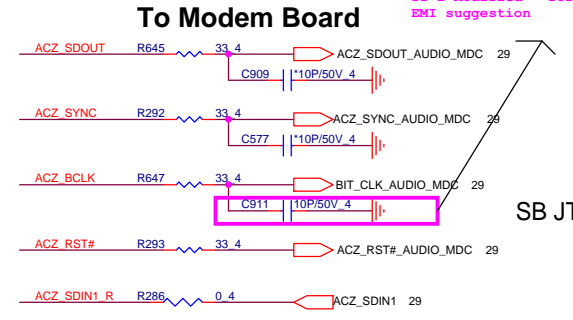 EMI suggestion
To Modem Board
ACZ_SDOUT R645 33_4 ACZ_SDOUT_AUDIO_MDC 29
C909 *10P/50V_4
ACZ_SYNC R292 33_4 ACZ_SYNC_AUDIO_MDC 29
C577 *10P/50V_4
ACZ_BCLK R647 33_4 BIT_CLK_AUDIO_MDC 29
C911 10P/50V_4
SB JT
ACZ_RST# R293 33_4 ACZ_RST#_AUDIO_MDC 29
ACZ_SDIN1_R R286 0_4 ACZ_SDIN1 29